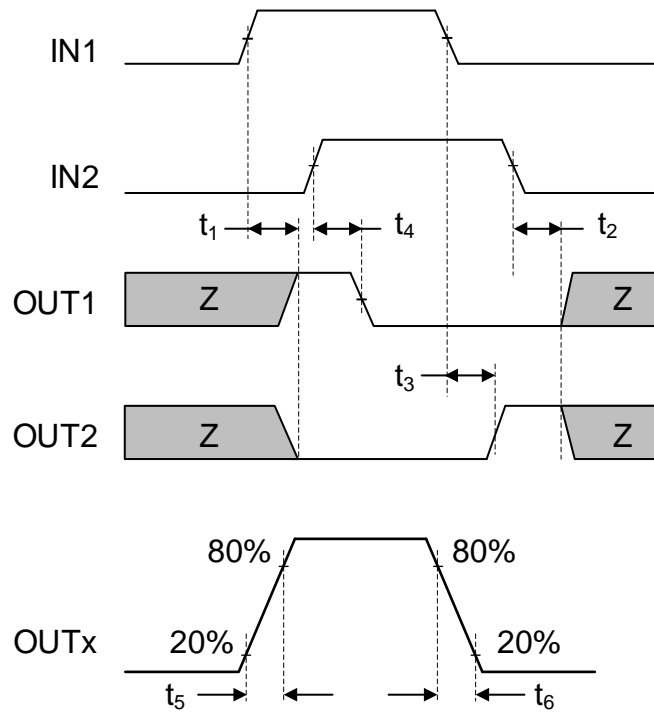 IN1
IN2
t1 t4 t2
OUT1 Z Z
t3
OUT2 Z Z
80% 80%
OUTx 20% 20%
t5 t6